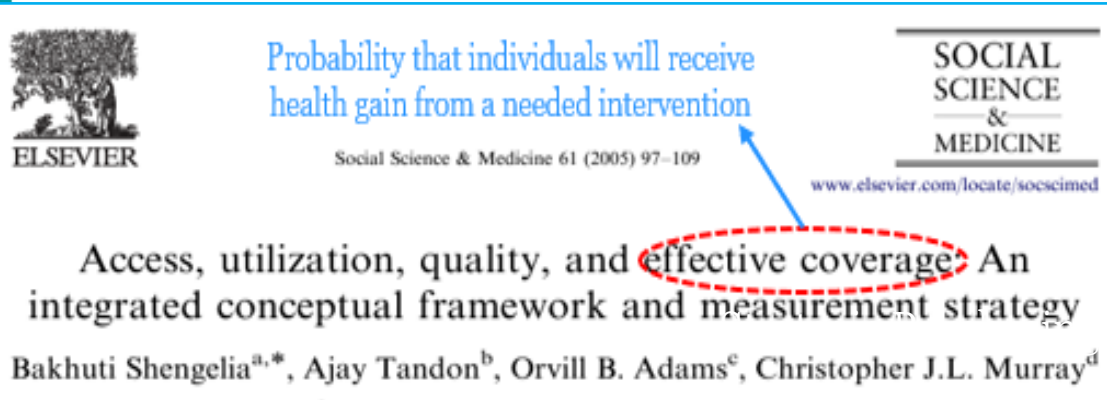 Probability that individuals will receive
health gain from a needed intervention
ELSEVIER
Social Science & Medicine 61 (2005) 97–109
SOCIAL
SCIENCE
&
MEDICINE
www.elsevier.com/locate/socscimed
Access, utilization, quality, and effective coverage: An
integrated conceptual framework and measurement strategy
Bakhuti Shengelia^a,*, Ajay Tandon^b, Orvill B. Adams^c, Christopher J.L. Murray^d